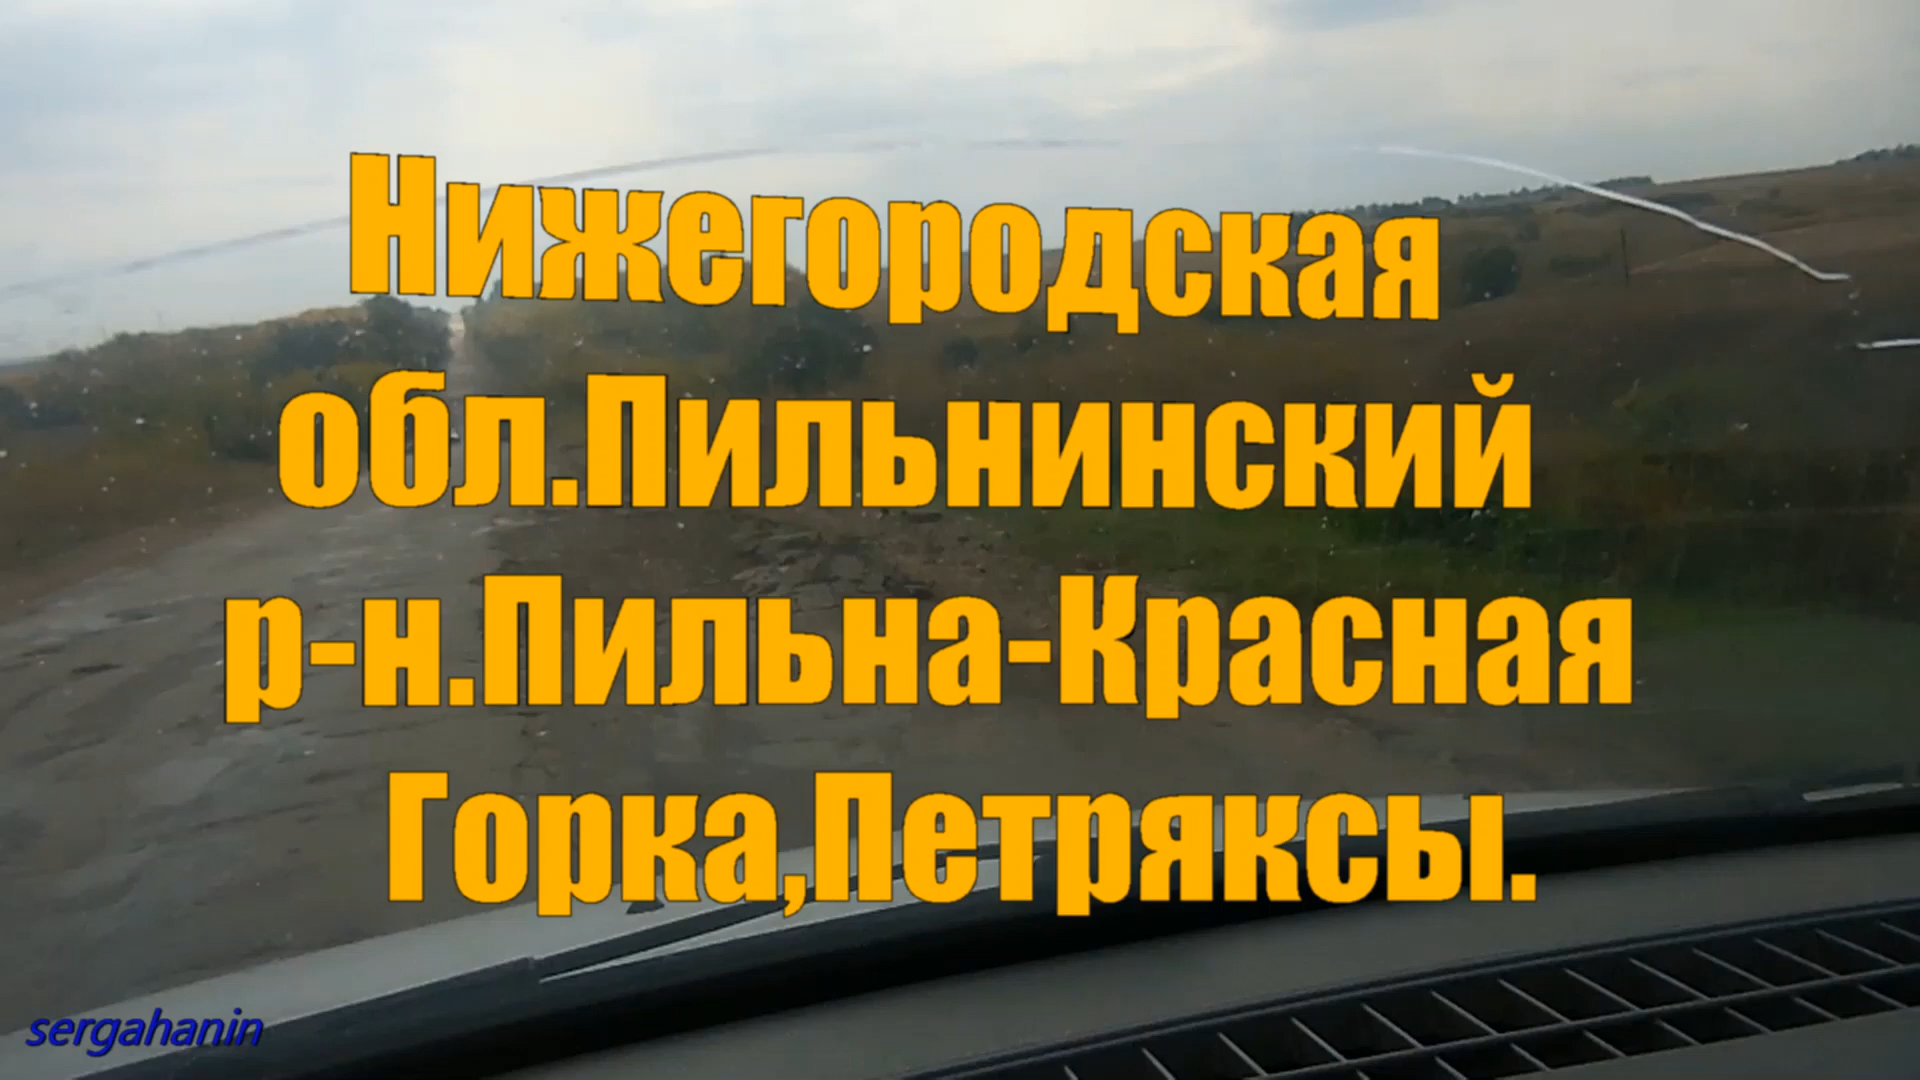 Нижегородская
обл.Пильнинский
р-н.Пильна-Красная
Горка,Петряксы.
sergahanin